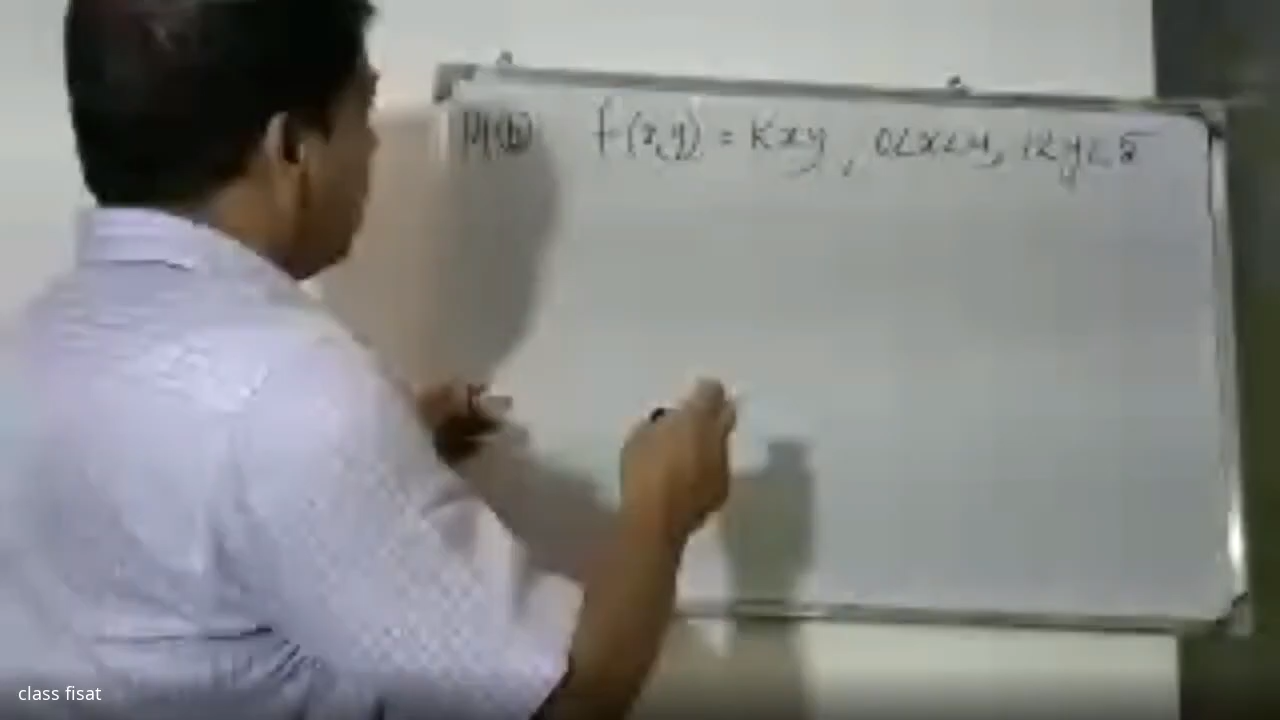 f(x,y) = Kxy, 0<x<4, 1<y<5
class fisat